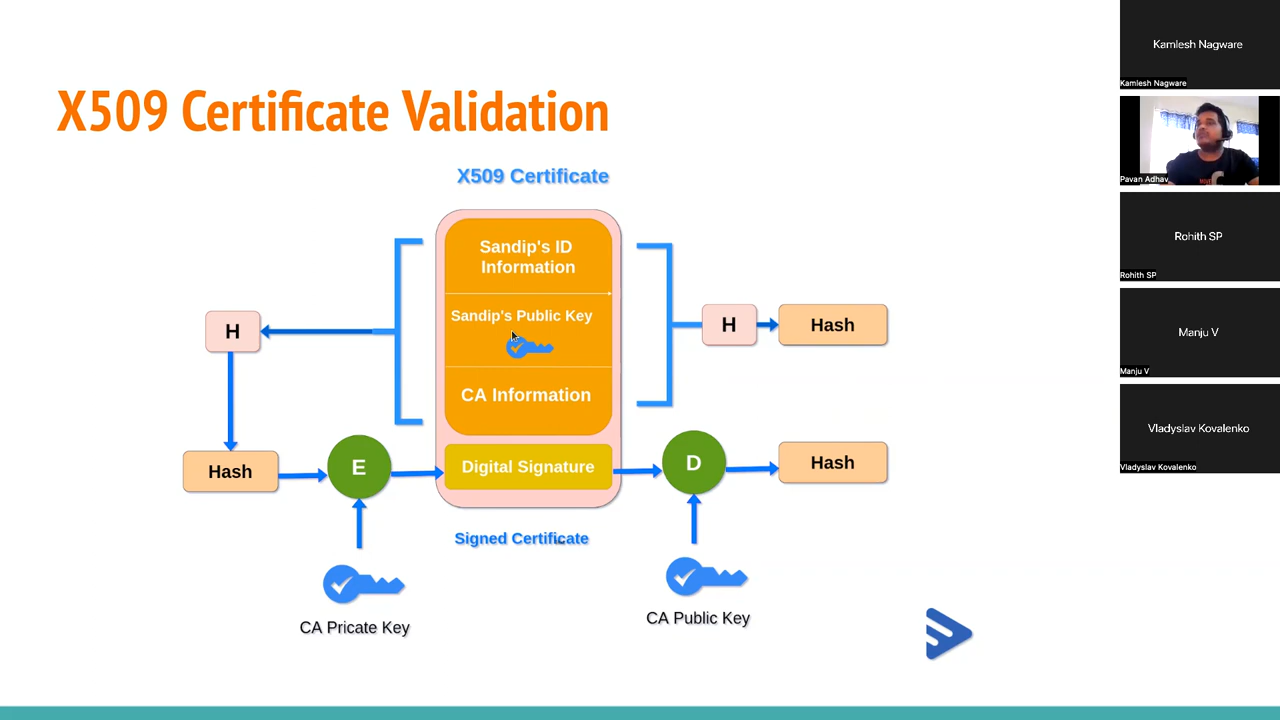 X509 Certificate Validation
X509 Certificate
Sandip's ID
Information
Sandip's Public Key
CA Information
Digital Signature
Signed Certificate
H
Hash
E
CA Pricate Key
H
Hash
D
Hash
CA Public Key
Kamlesh Nagware
Kamlesh Nagware
Pavan Adhav
Rohith SP
Rohith SP
Manju V
Manju V
Vladyslav Kovalenko
Vladyslav Kovalenko